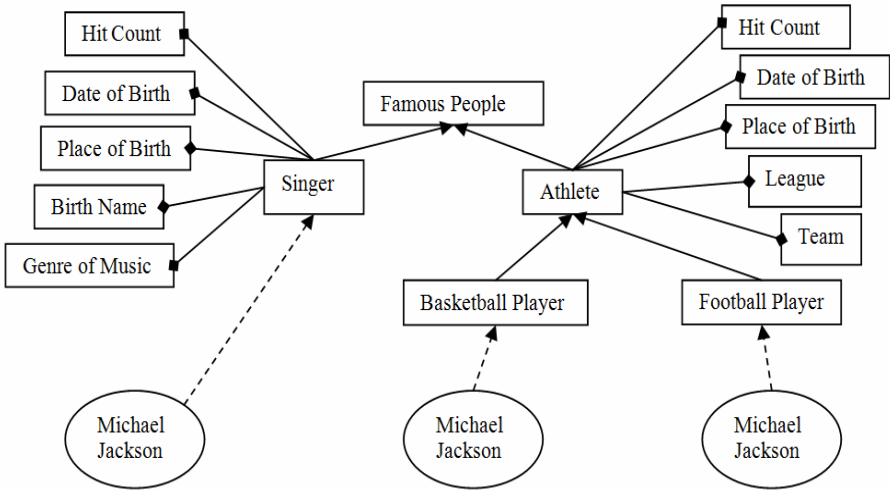 Hit Count
Hit Count
Date of Birth
Famous People
Date of Birth
Place of Birth
Place of Birth
Singer
Athlete
League
Birth Name
Team
Genre of Music
Basketball Player
Football Player
Michael
Jackson
Michael
Jackson
Michael
Jackson